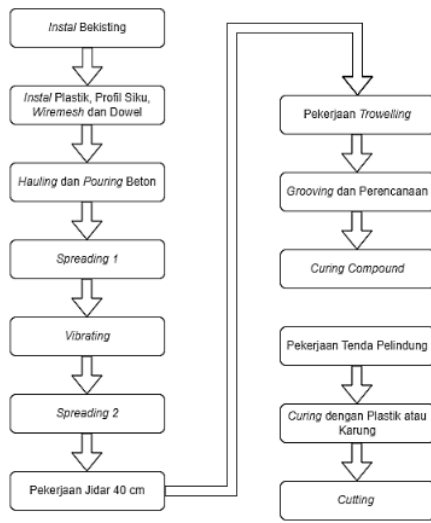 Instal Bekisting
Instal Plastik, Profil Siku,
Wiremesh dan Dowel
Hauling dan Pouring Beton
Spreading 1
Vibrating
Spreading 2
Pekerjaan Jidar 40 cm
Pekerjaan Trowelling
Grooving dan Perencanaan
Curing Compound
Pekerjaan Tenda Pelindung
Curing dengan Plastik atau
Karung
Cutting